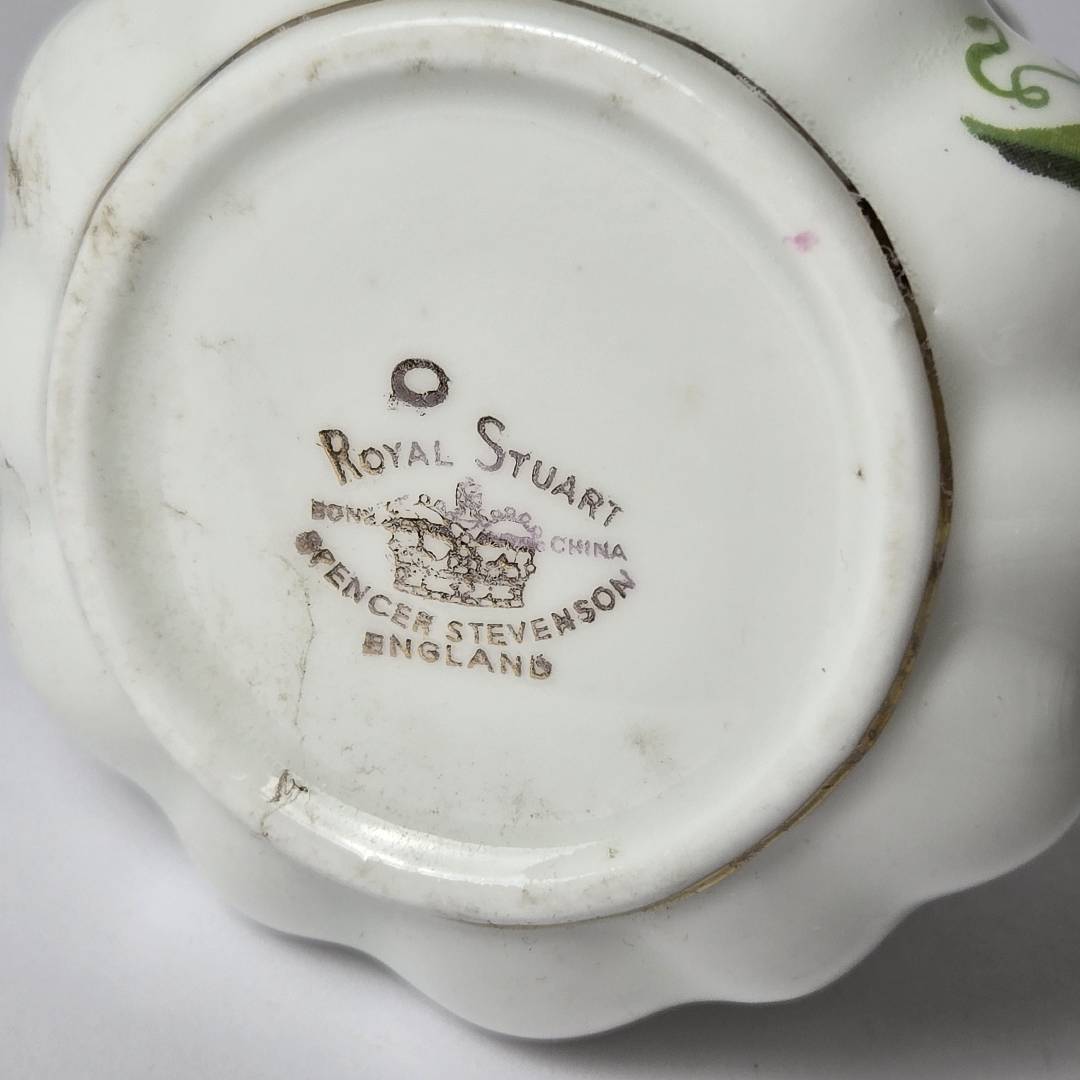 ROYAL STUART
BONE CHINA
SPENCER STEVENSON
ENGLAND